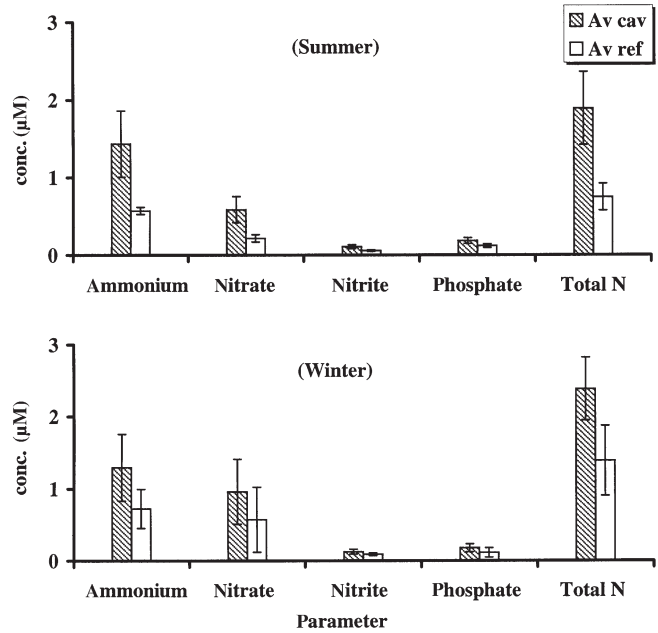 3
2
1
0
conc. (μM)
(Summer)
Av cav
Av ref
Ammonium Nitrate Nitrite Phosphate Total N
3
2
1
0
conc. (μM)
(Winter)
Ammonium Nitrate Nitrite Phosphate Total N
Parameter